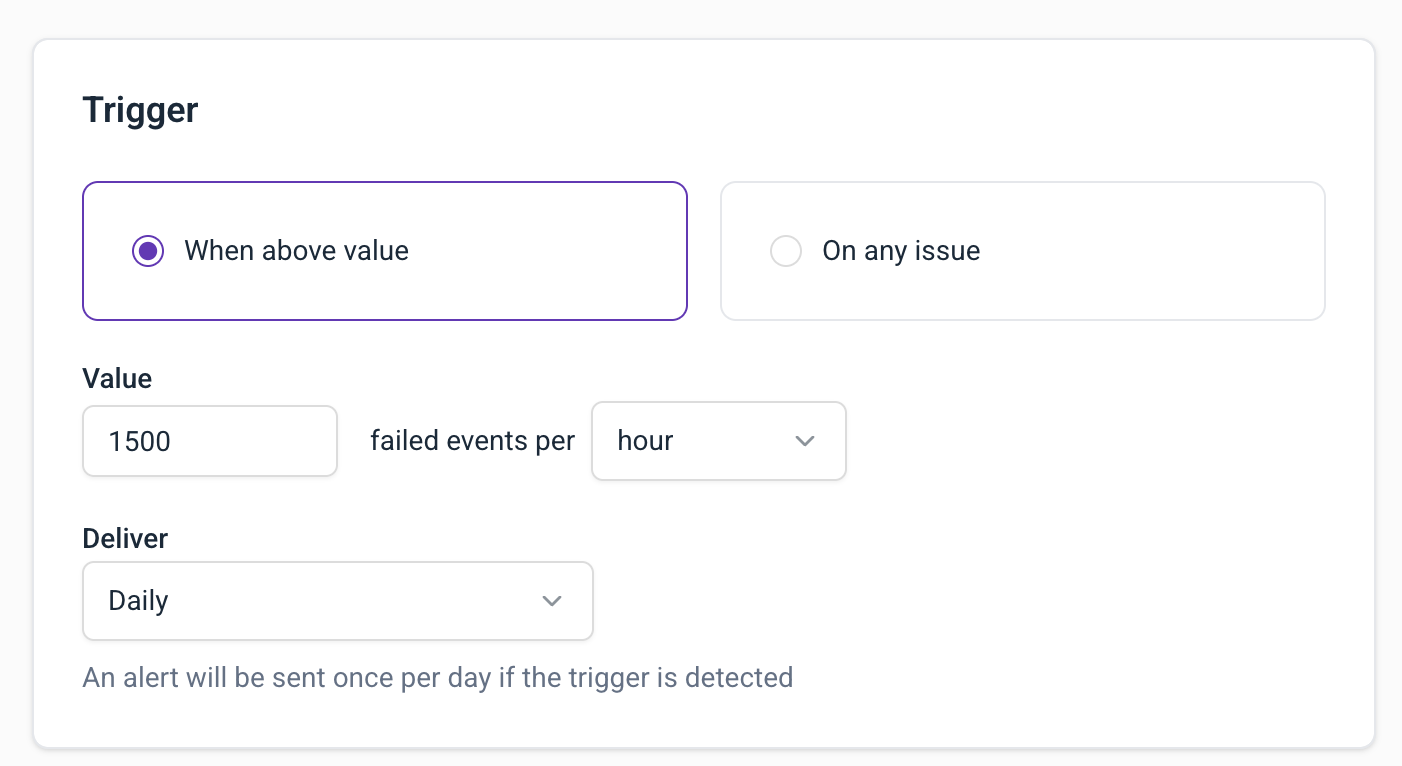 Trigger
When above value
On any issue
Value
1500 failed events per hour
Deliver
Daily
An alert will be sent once per day if the trigger is detected